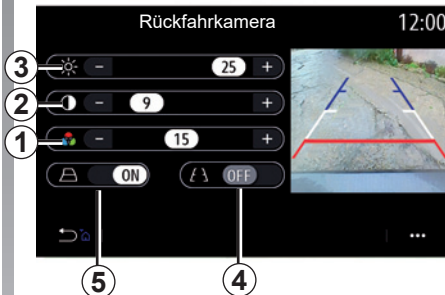 Rückfahrkamera 12:00
3 - 25 +
2 - 9 +
1 - 15 +
ON OFF
5 4